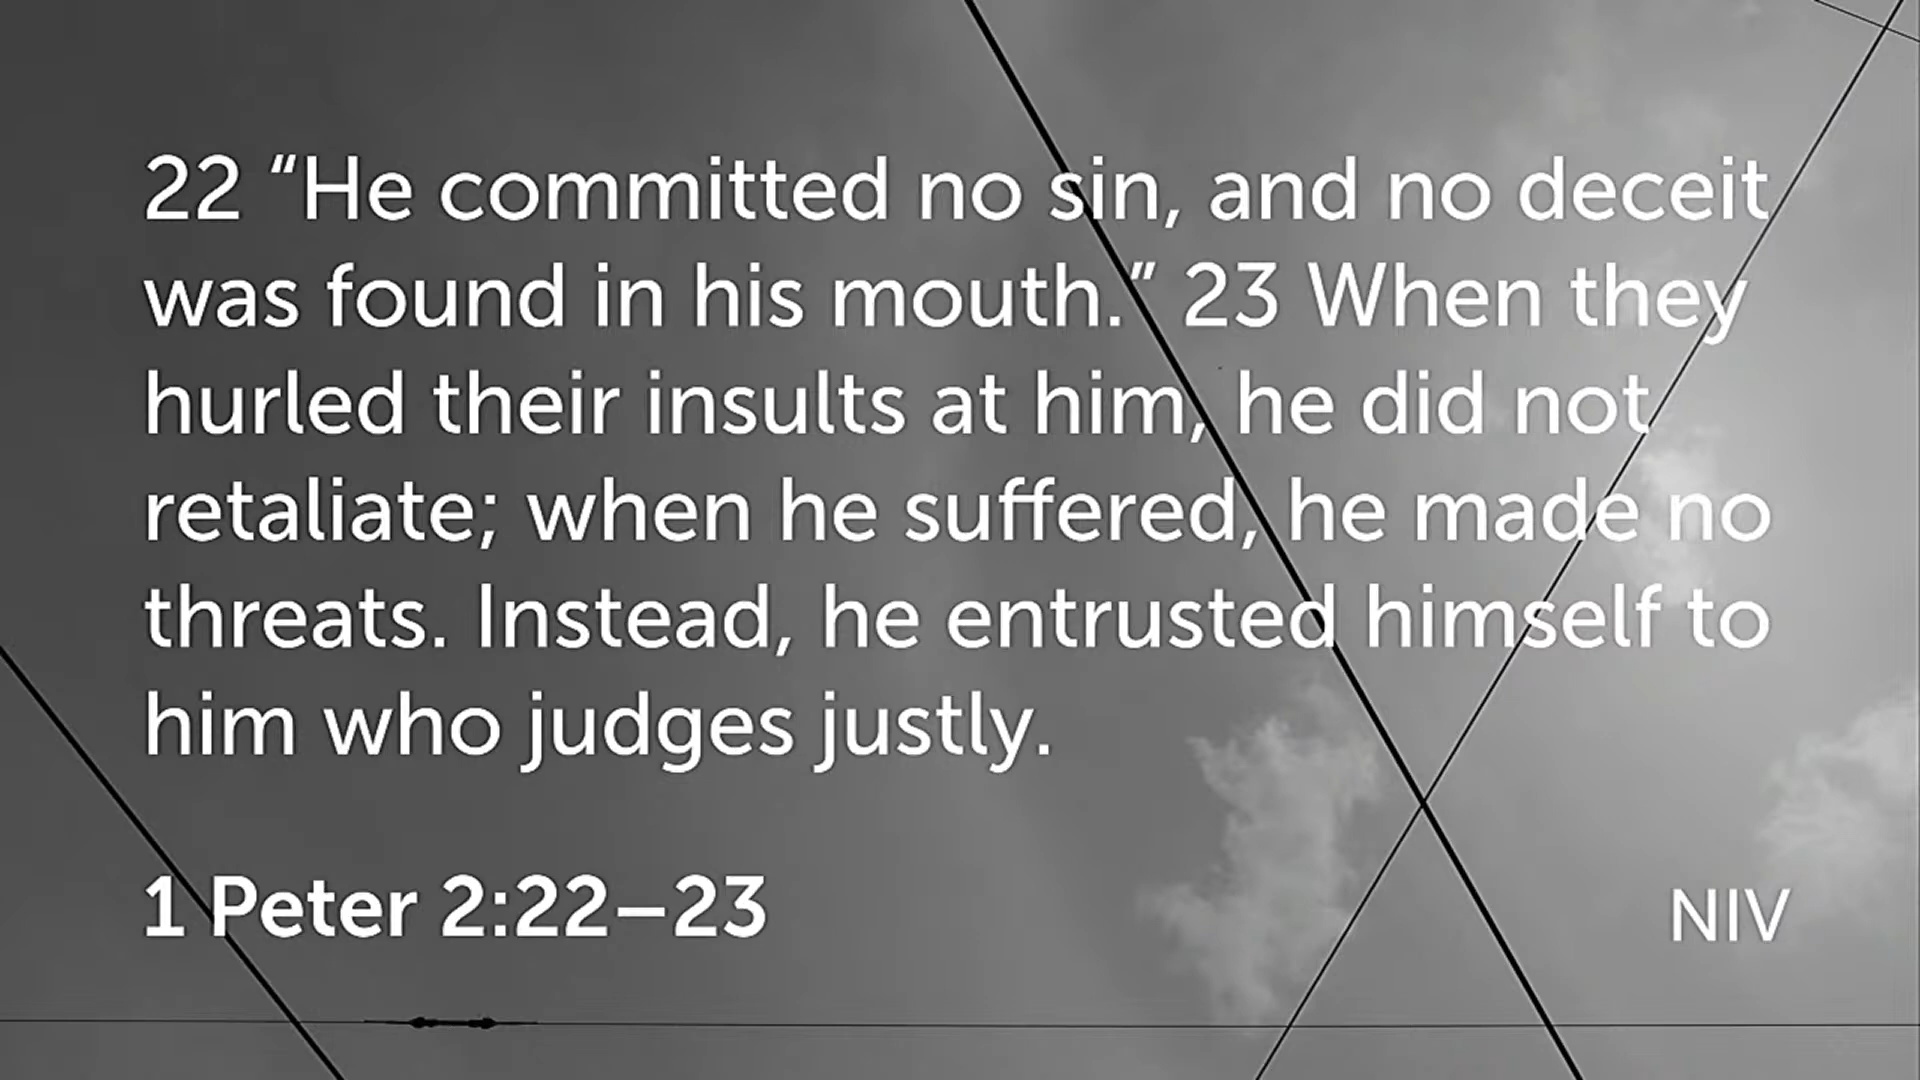 22 “He committed no sin, and no deceit
was found in his mouth.” 23 When they
hurled their insults at him, he did not
retaliate; when he suffered, he made no
threats. Instead, he entrusted himself to
him who judges justly.
1 Peter 2:22–23
NIV